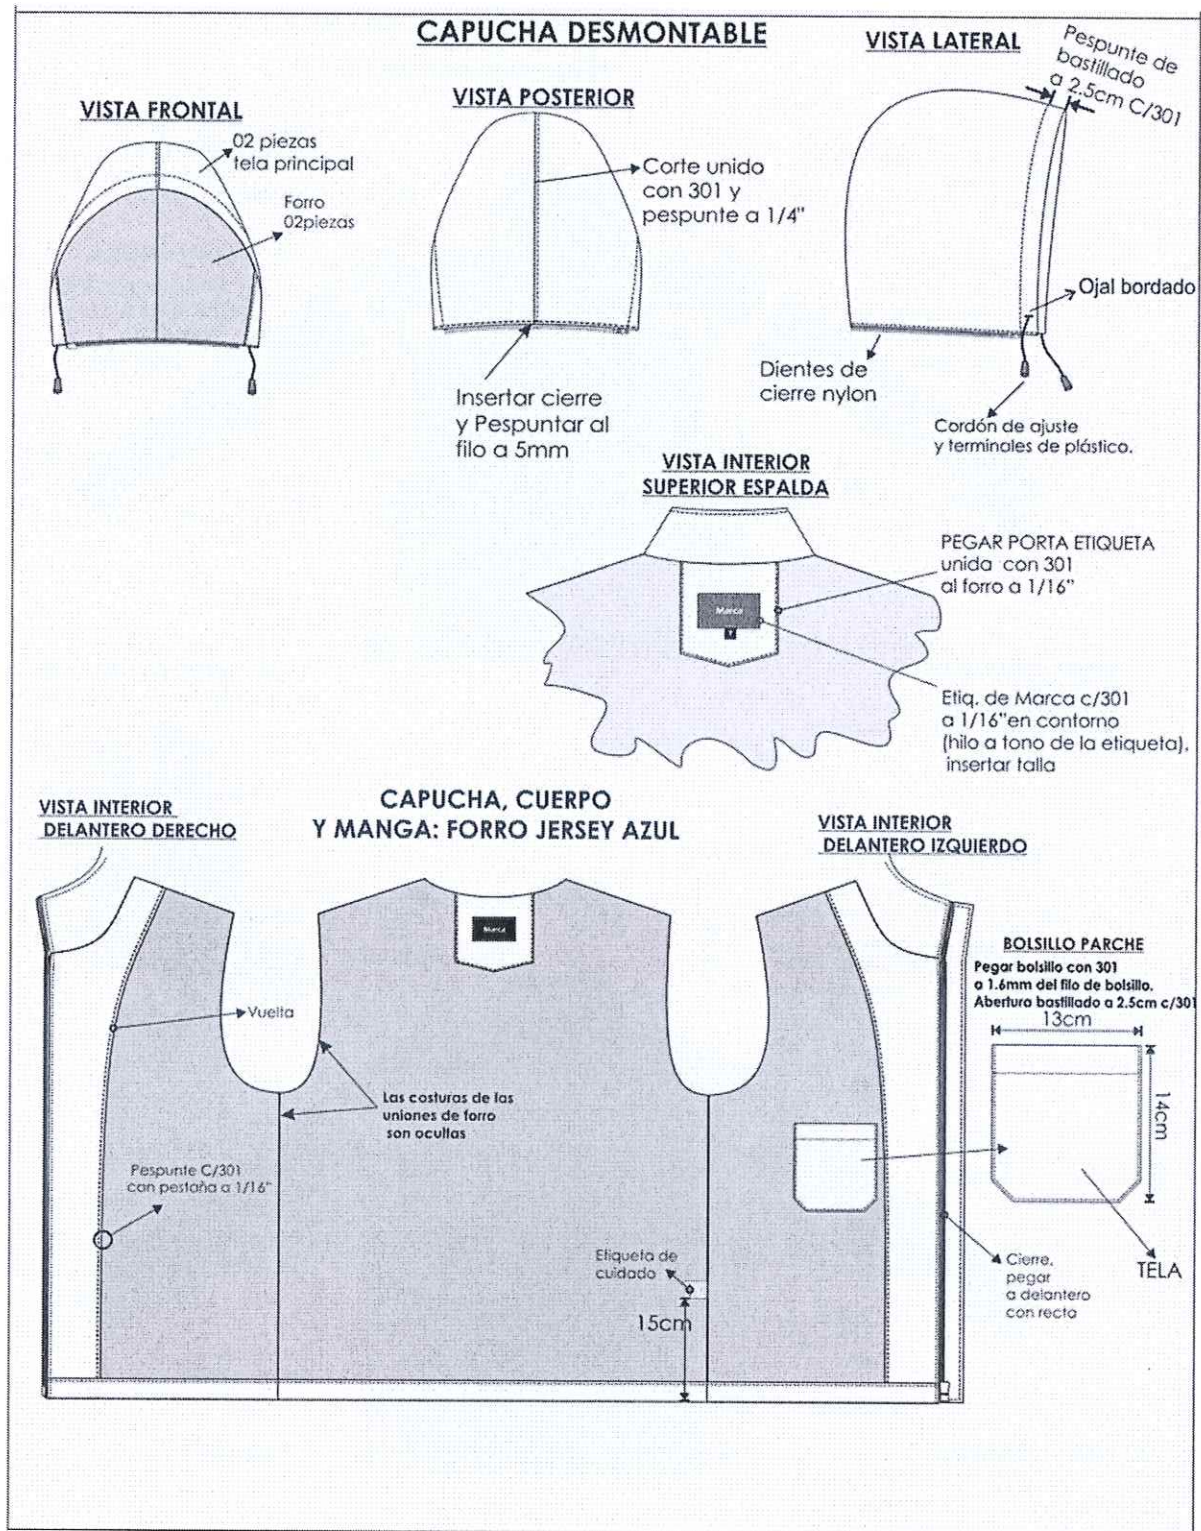 CAPUCHA DESMONTABLE
VISTA FRONTAL
02 piezas
tela principal
Forro
02piezas
VISTA POSTERIOR
Corte unido
con 301 y
pespunte a 1/4"
Insertar cierre
y Pespuntar al
filo a 5mm
VISTA LATERAL
Pespunte de
bastillado
a 2.5cm C/301
Ojal bordado
Dientes de
cierre nylon
Cordón de ajuste
y terminales de plástico.
VISTA INTERIOR
SUPERIOR ESPALDA
Marca
T
PEGAR PORTA ETIQUETA
unida con 301
al forro a 1/16"
Etiq. de Marca c/301
a 1/16"en contorno
(hilo a tono de la etiqueta),
insertar talla
CAPUCHA, CUERPO
Y MANGA: FORRO JERSEY AZUL
VISTA INTERIOR
DELANTERO DERECHO
VISTA INTERIOR
DELANTERO IZQUIERDO
Marca
Vuelta
Las costuras de las
uniones de forro
son ocultas
Pespunte C/301
con pestaña a 1/16"
Etiqueta de
cuidado
15cm
BOLSILLO PARCHE
Pegar bolsillo con 301
a 1.6mm del filo de bolsillo.
Abertura bastillado a 2.5cm c/301
13cm
14cm
Cierre,
pegar
a delantero
con recta
TELA